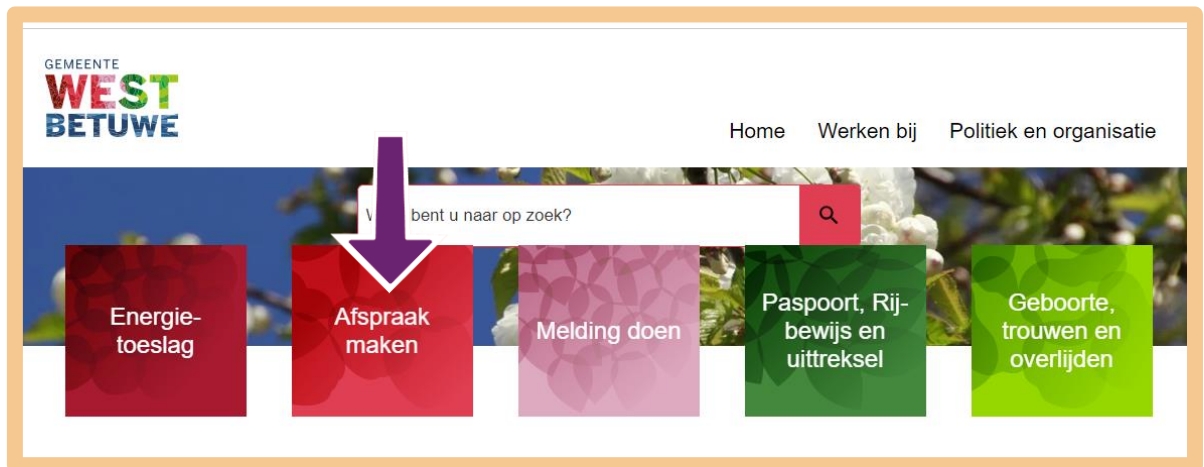 GEMEENTE
WEST
BETUWE
Home Werken bij Politiek en organisatie
bent u naar op zoek?
Energie-
toeslag
Afspraak
maken
Melding doen
Paspoort, Rij-
bewijs en
uittreksel
Geboorte,
trouwen en
overlijden